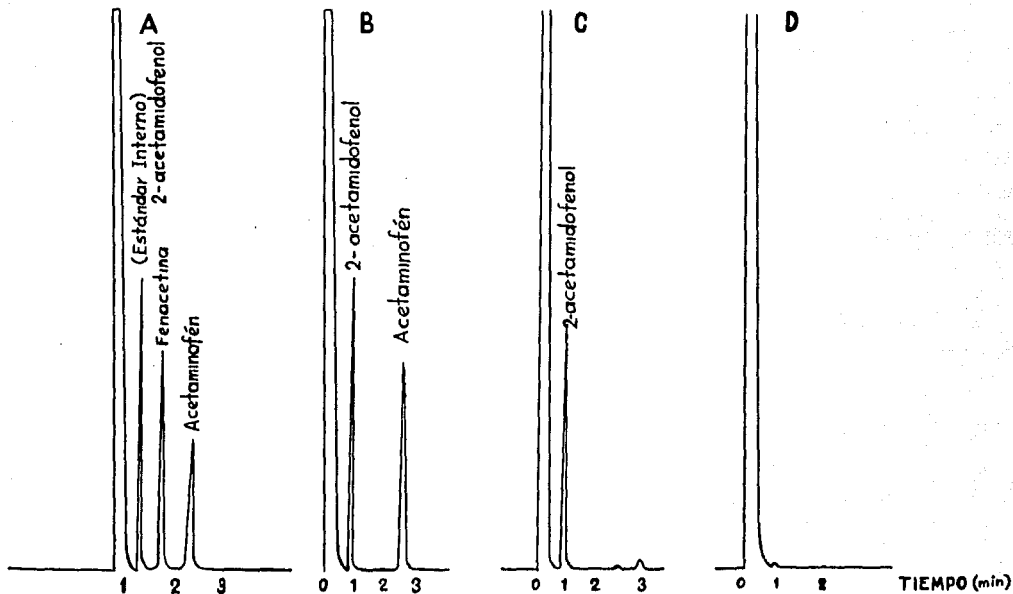 A
(Estándar Interno)
2-acetamidofenol
Fenacetina
Acetaminofén
1 2 3
B
2-acetamidofenol
Acetaminofén
0 1 2 3
C
2-acetamidofenol
0 1 2 3
D
0 1 2
TIEMPO (min)